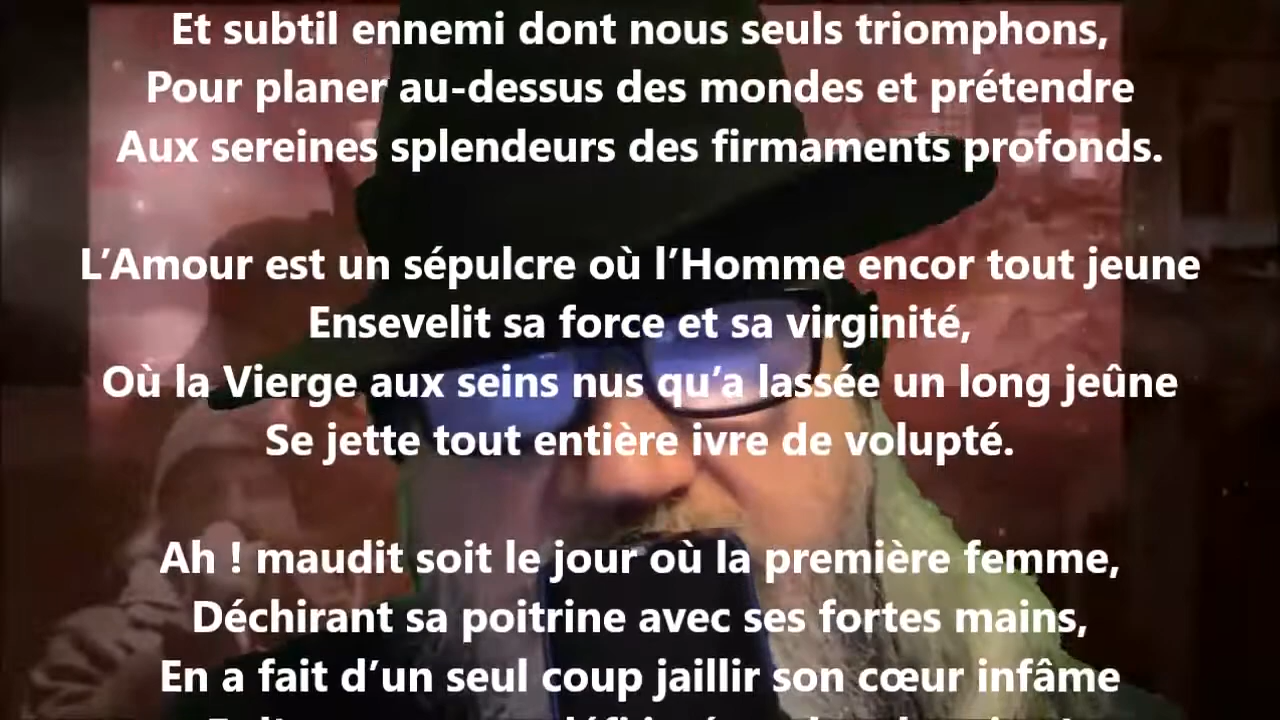 Et subtil ennemi dont nous seuls triomphons,
Pour planer au-dessus des mondes et prétendre
Aux sereines splendeurs des firmaments profonds.
L’Amour est un sépulcre où l’Homme encor tout jeune
Ensevelit sa force et sa virginité,
Où la Vierge aux seins nus qu’a lassée un long jeûne
Se jette tout entière ivre de volupté.
Ah ! maudit soit le jour où la première femme,
Déchirant sa poitrine avec ses fortes mains,
En a fait d’un seul coup jaillir son cœur infâme